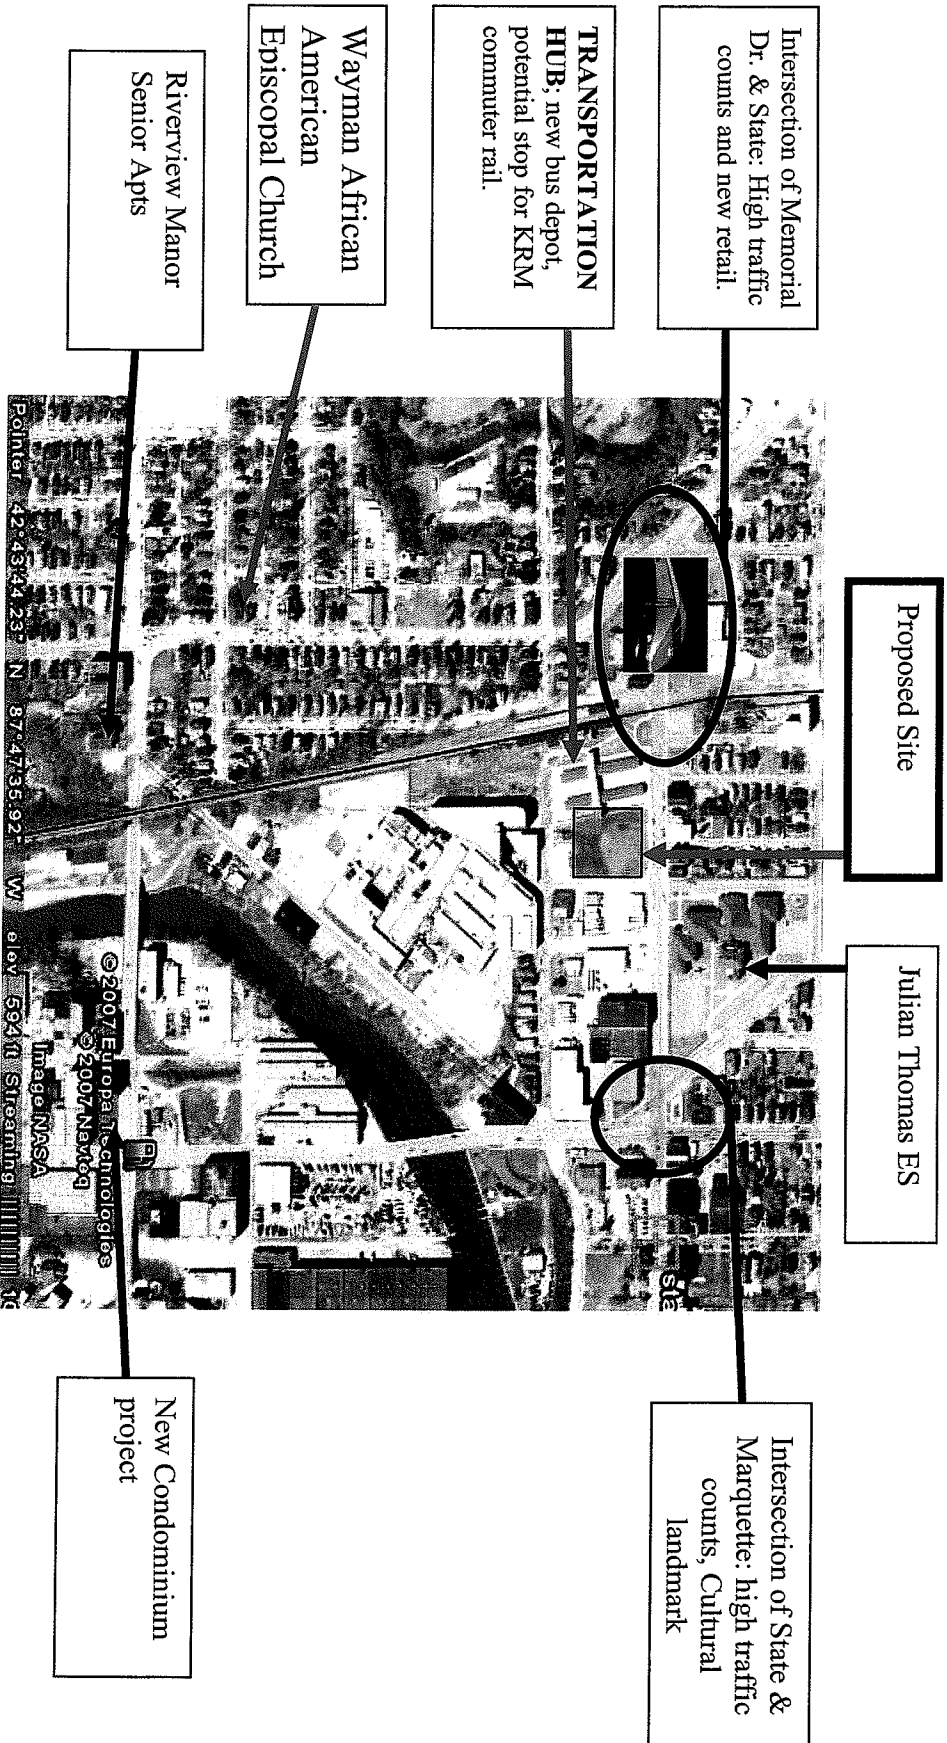 Proposed Site
Julian Thomas ES
Intersection of Memorial
Dr. & State: High traffic
counts and new retail.
Intersection of State &
Marquette: high traffic
counts, Cultural
landmark
TRANSPORTATION
HUB; new bus depot,
potential stop for KRM
commuter rail.
Wayman African
American
Episcopal Church
Riverview Manor
Senior Apts
New Condominium
project
Sta
© 2007 Europa Technologies
© 2007 Navteq
Image NASA
Pointer 42°43'44.23" N 87°47'35.92" W elev 594 ft Streaming